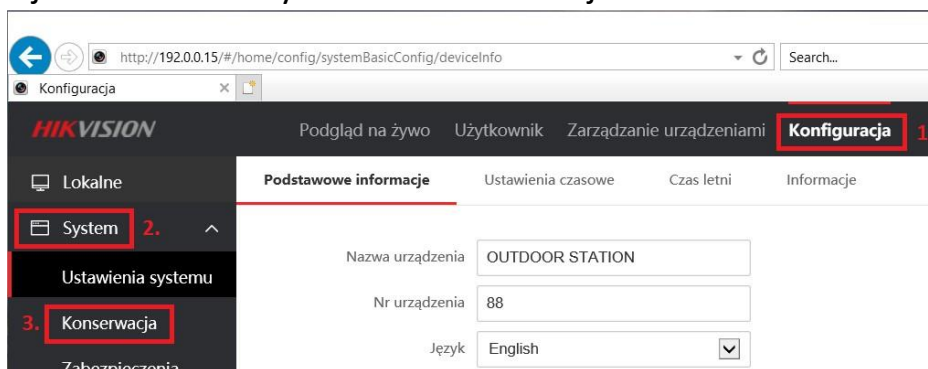 http://192.0.0.15/#/home/config/systemBasicConfig/deviceInfo Search...
Konfiguracja
HIKVISION Podgląd na żywo Użytkownik Zarządzanie urządzeniami Konfiguracja 1
Lokalne Podstawowe informacje Ustawienia czasowe Czas letni Informacje
System 2.
Nazwa urządzenia OUTDOOR STATION
Ustawienia systemu
Nr urządzenia 88
3. Konserwacja
Język English
Zabezpieczenia